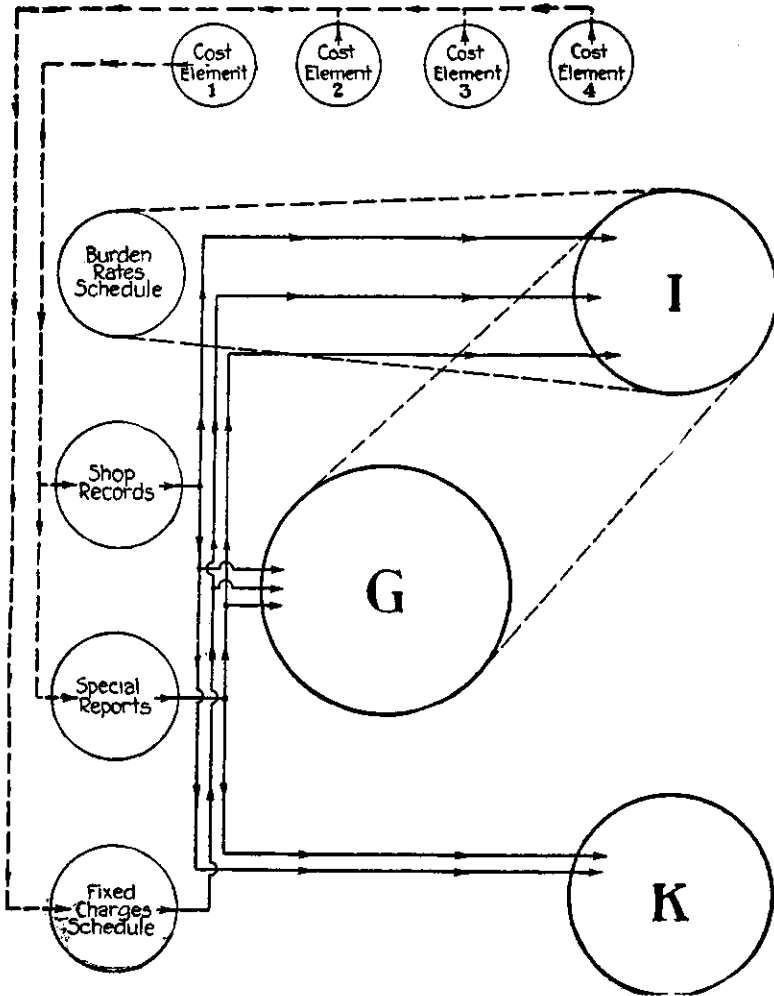 Cost
Element
1
Cost
Element
2
Cost
Element
3
Cost
Element
4
Burden
Rates
Schedule
I
Shop
Records
G
Special
Reports
Fixed
Charges
Schedule
K